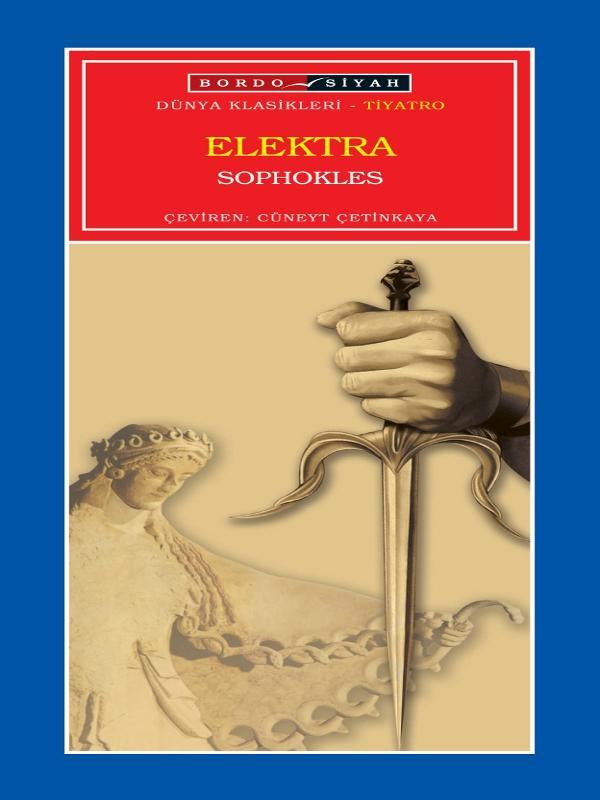 BORDO SİYAH
DÜNYA KLASİKLERİ - TİYATRO
ELEKTRA
SOPHOKLES
ÇEVİREN: CÜNEYT ÇETİNKAYA